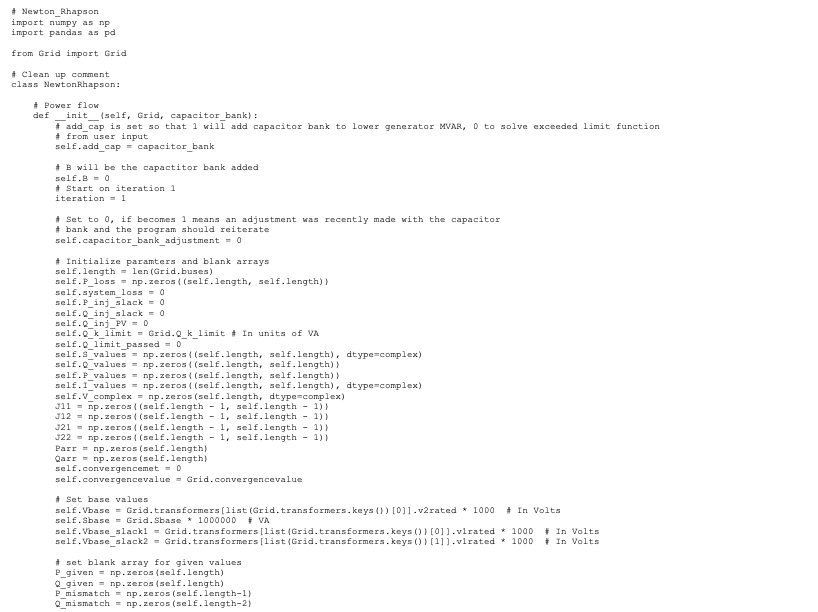 # Newton_Rhapson
import numpy as np
import pandas as pd
from Grid import Grid
# Clean up comment
class NewtonRhapson:
# Power flow
def __init__(self, Grid, capacitor_bank):
# add_cap is set so that 1 will add capacitor bank to lower generator MVAR, 0 to solve exceeded limit function
# from user input
self.add_cap = capacitor_bank
# B will be the capactitor bank added
self.B = 0
# Start on iteration 1
iteration = 1
# Set to 0, if becomes 1 means an adjustment was recently made with the capacitor
# bank and the program should reiterate
self.capacitor_bank_adjustment = 0
# Initialize paramters and blank arrays
self.length = len(Grid.buses)
self.P_loss = np.zeros((self.length, self.length))
self.system_loss = 0
self.P_inj_slack = 0
self.Q_inj_slack = 0
self.Q_inj_PV = 0
self.Q_k_limit = Grid.Q_k_limit # In units of VA
self.Q_limit_passed = 0
self.S_values = np.zeros((self.length, self.length), dtype=complex)
self.Q_values = np.zeros((self.length, self.length))
self.P_values = np.zeros((self.length, self.length))
self.I_values = np.zeros((self.length, self.length), dtype=complex)
self.V_complex = np.zeros(self.length, dtype=complex)
J11 = np.zeros((self.length - 1, self.length - 1))
J12 = np.zeros((self.length - 1, self.length - 1))
J21 = np.zeros((self.length - 1, self.length - 1))
J22 = np.zeros((self.length - 1, self.length - 1))
Parr = np.zeros(self.length)
Qarr = np.zeros(self.length)
self.convergencemet = 0
self.convergencevalue = Grid.convergencevalue
# Set base values
self.Vbase = Grid.transformers[list(Grid.transformers.keys())[0]].v2rated * 1000  # In Volts
self.Sbase = Grid.Sbase * 1000000  # VA
self.Vbase_slack1 = Grid.transformers[list(Grid.transformers.keys())[0]].v1rated * 1000  # In Volts
self.Vbase_slack2 = Grid.transformers[list(Grid.transformers.keys())[1]].v1rated * 1000  # In Volts
# set blank array for given values
P_given = np.zeros(self.length)
Q_given = np.zeros(self.length)
P_mismatch = np.zeros(self.length-1)
Q_mismatch = np.zeros(self.length-2)